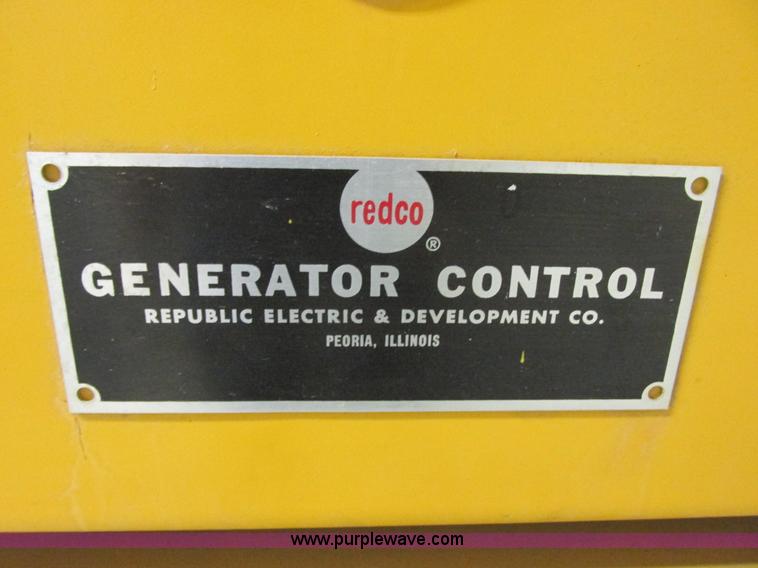 redco
®
GENERATOR CONTROL
REPUBLIC ELECTRIC & DEVELOPMENT CO.
PEORIA, ILLINOIS
www.purplewave.com